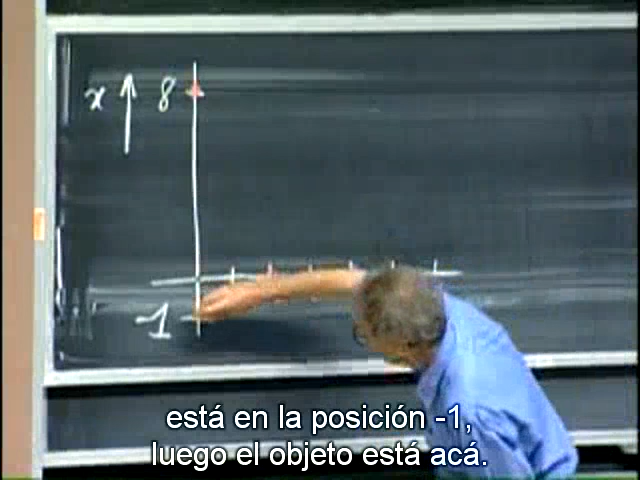 x 8
-1
está en la posición -1,
luego el objeto está acá.